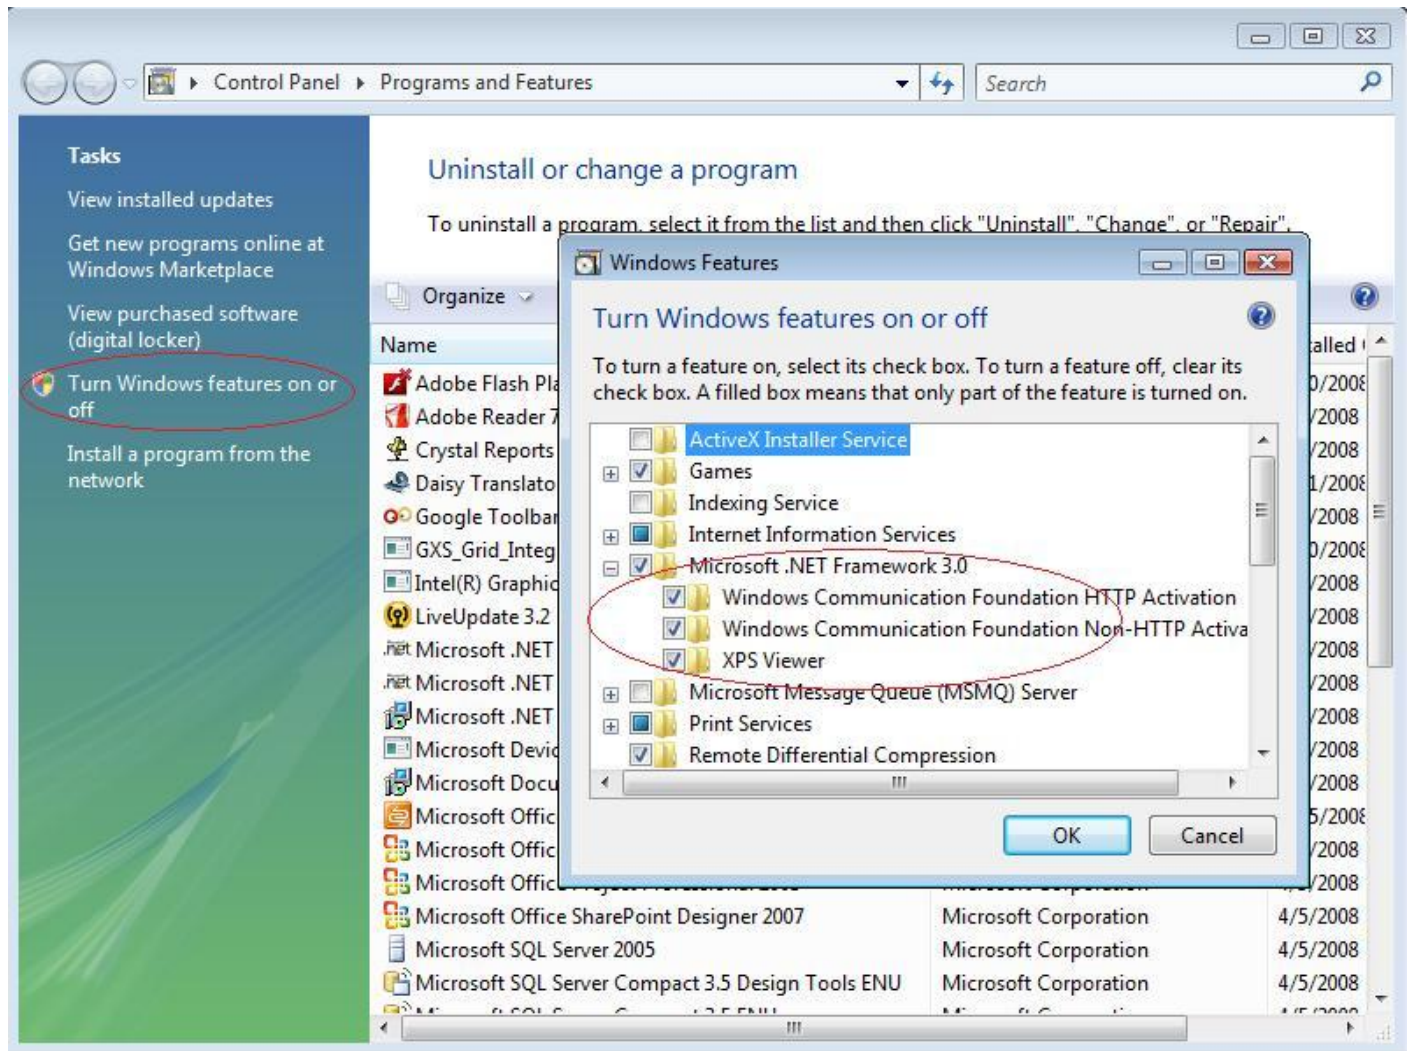 Control Panel
Programs and Features
Search
Tasks
View installed updates
Get new programs online at
Windows Marketplace
View purchased software
(digital locker)
Turn Windows features on or
off
Install a program from the
network
Uninstall or change a program
To uninstall a program, select it from the list and then click "Uninstall", "Change", or "Repair".
Organize
Name
Adobe Flash
Adobe Reader 7
Crystal Reports
Daisy
Google Toolbar
Intel(R)
LiveUpdate 3.2
Microsoft .NET
Microsoft .NET
Microsoft .NET
Microsoft
Microsoft
Microsoft
Microsoft
Microsoft
Microsoft Office SharePoint Designer 2007 Microsoft Corporation 4/5/2008
Microsoft SQL Server 2005 Microsoft Corporation 4/5/2008
Microsoft SQL Server Compact 3.5 Design Tools ENU Microsoft Corporation 4/5/2008
Windows Features
Turn Windows features on or off
To turn a feature on, select its check box. To turn a feature off, clear its
check box. A filled box means that only part of the feature is turned on.
ActiveX Installer Service
Games
Indexing Service
Internet Information Services
Microsoft .NET Framework 3.0
Windows Communication Foundation HTTP Activation
Windows Communication Foundation Non-HTTP Activa
XPS Viewer
Microsoft Message Queue (MSMQ) Server
Print Services
Remote Differential Compression
OK
Cancel